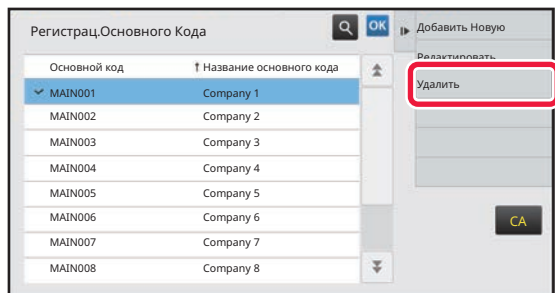 Регистрац.Основного Кода OK Добавить Новую
Редактировать
Основной код ↑ Название основного кода
Удалить
MAIN001 Company 1
MAIN002 Company 2
MAIN003 Company 3
MAIN004 Company 4
MAIN005 Company 5
MAIN006 Company 6
CA
MAIN007 Company 7
MAIN008 Company 8